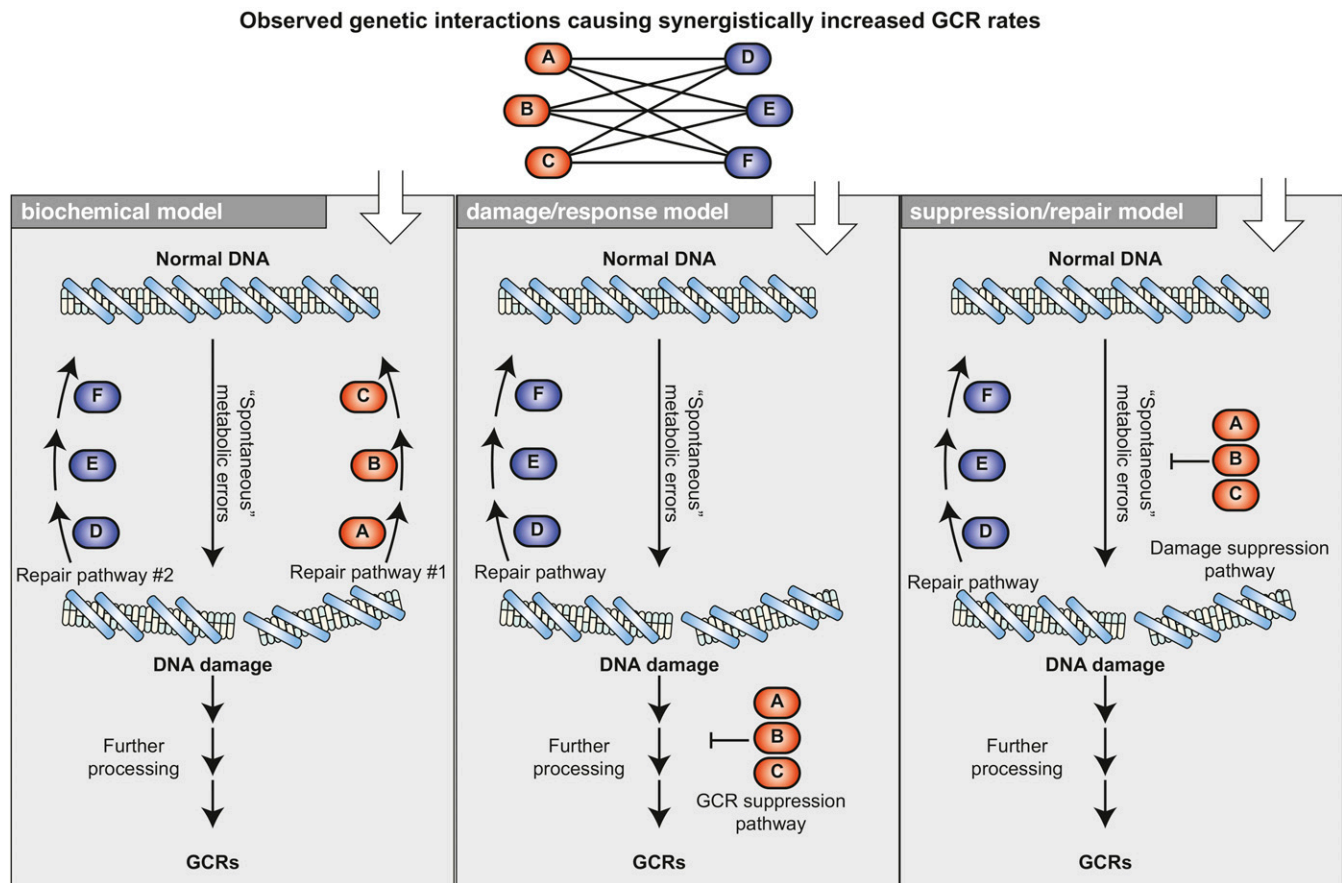 Observed genetic interactions causing synergistically increased GCR rates
A
D
B
E
C
F
biochemical model
Normal DNA
F
C
"Spontaneous"
metabolic errors
E
B
D
A
Repair pathway #2
Repair pathway #1
DNA damage
Further
processing
GCRs
damage/response model
Normal DNA
F
"Spontaneous"
metabolic errors
E
D
Repair pathway
DNA damage
A
Further
processing
B
C
GCR suppression
pathway
GCRs
suppression/repair model
Normal DNA
F
"Spontaneous"
metabolic errors
A
E
B
C
D
Damage suppression
pathway
Repair pathway
DNA damage
Further
processing
GCRs